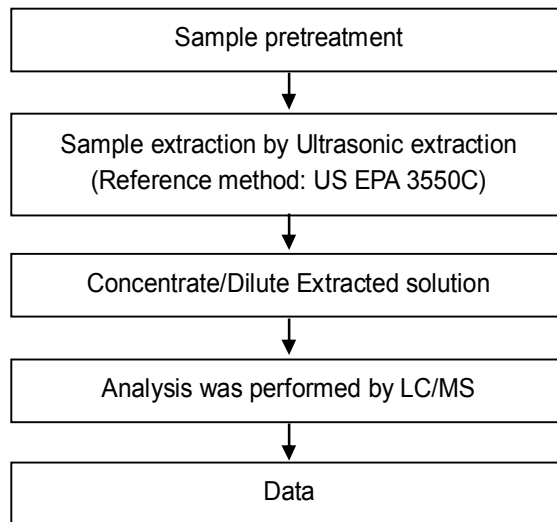 Sample pretreatment
Sample extraction by Ultrasonic extraction
(Reference method: US EPA 3550C)
Concentrate/Dilute Extracted solution
Analysis was performed by LC/MS
Data